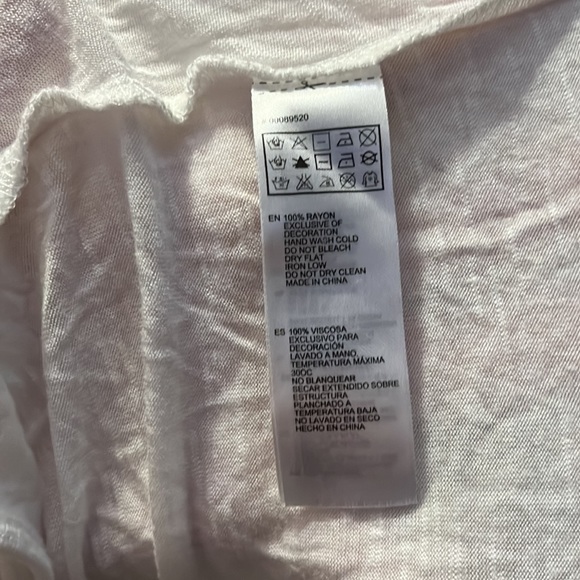 00089520
EN 100% RAYON
EXCLUSIVE OF
DECORATION
HAND WASH COLD
DO NOT BLEACH
DRY FLAT
IRON LOW
DO NOT DRY CLEAN
MADE IN CHINA
ES 100% VISCOSA
EXCLUSIVO PARA
DECORACIÓN
LAVADO A MANO.
TEMPERATURA MÁXIMA
30OC
NO BLANQUEAR
SECAR EXTENDIDO SOBRE
ESTRUCTURA
PLANCHADO A
TEMPERATURA BAJA
NO LAVADO EN SECO
HECHO EN CHINA